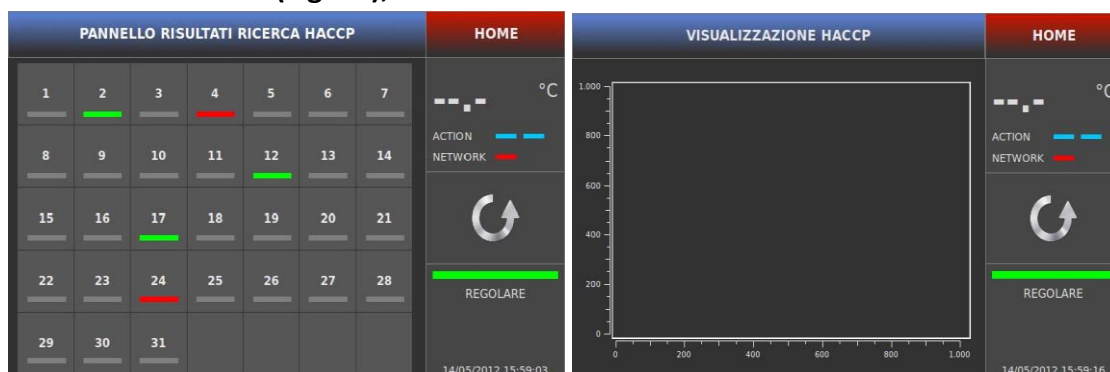 PANNELLO RISULTATI RICERCA HACCP
HOME
1 2 3 4 5 6 7
8 9 10 11 12 13 14
15 16 17 18 19 20 21
22 23 24 25 26 27 28
29 30 31
--.- °C
ACTION
NETWORK
REGOLARE
14/05/2012 15:59:03
VISUALIZZAZIONE HACCP
HOME
1.000
800
600
400
200
0
0 200 400 600 800 1.000
--.- °C
ACTION
NETWORK
REGOLARE
14/05/2012 15:59:16